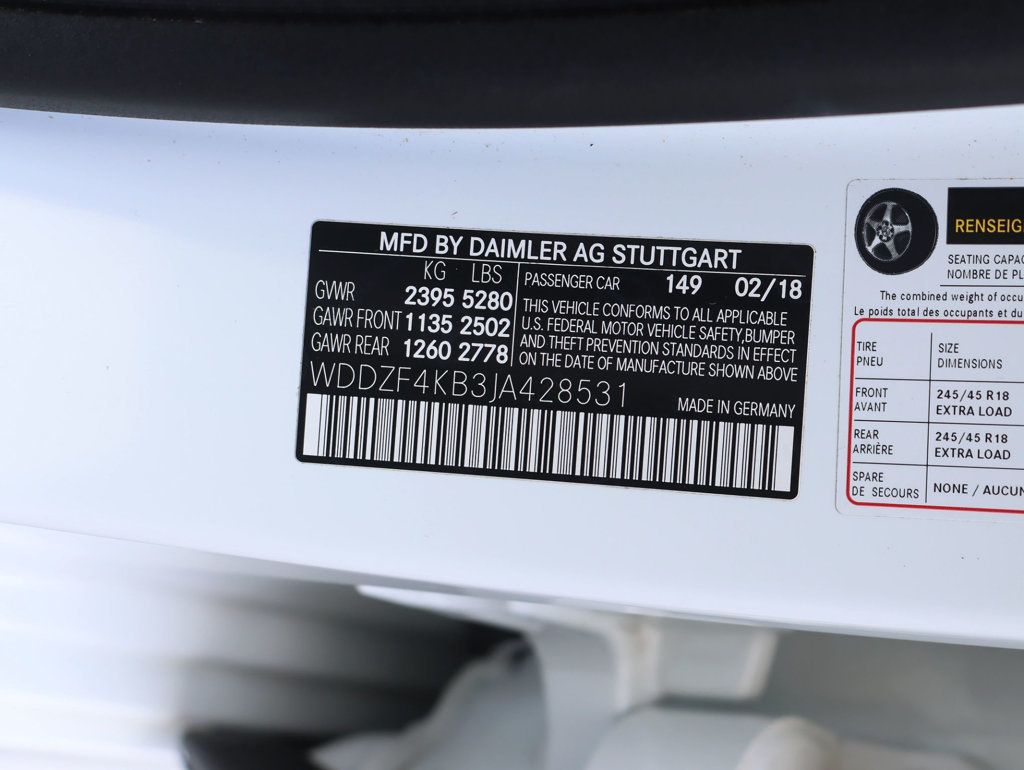 MFD BY DAIMLER AG STUTTGART
KG LBS
GVWR 2395 5280
GAWR FRONT 1135 2502
GAWR REAR 1260 2778
PASSENGER CAR 149 02/18
THIS VEHICLE CONFORMS TO ALL APPLICABLE
U.S. FEDERAL MOTOR VEHICLE SAFETY,BUMPER
AND THEFT PREVENTION STANDARDS IN EFFECT
ON THE DATE OF MANUFACTURE SHOWN ABOVE
WDDZF4KB3JA428531
MADE IN GERMANY
RENSEIG
SEATING CAPAC
NOMBRE DE PL
The combined weight of occu
Le poids total des occupants et du
TIRE SIZE
PNEU DIMENSIONS
FRONT 245/45 R18
AVANT EXTRA LOAD
REAR 245/45 R18
ARRIÈRE EXTRA LOAD
SPARE
DE SECOURS NONE / AUCUN